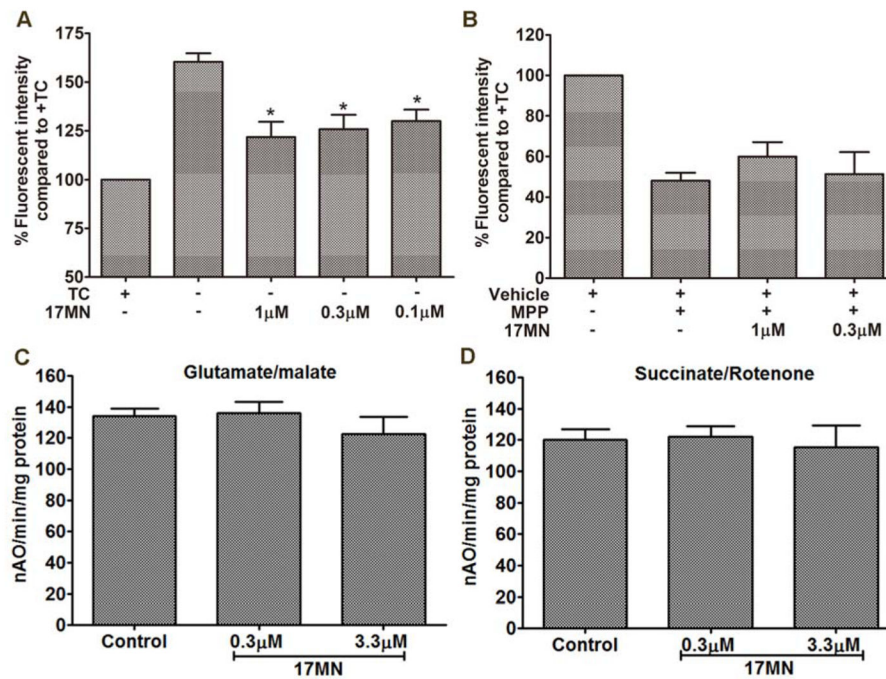 A
% Fluorescent intensity
compared to +TC
175
150
125
100
75
50
* * *
TC + - - - -
17MN - - 1μM 0.3μM 0.1μM
B
% Fluorescent intensity
compared to +TC
120
100
80
60
40
20
0
Vehicle + + + +
MPP - + + +
17MN - - 1μM 0.3μM
C
Glutamate/malate
nAO/min/mg protein
160
140
120
100
80
60
40
20
0
Control 0.3μM 3.3μM
17MN
D
Succinate/Rotenone
nAO/min/mg protein
160
140
120
100
80
60
40
20
0
Control 0.3μM 3.3μM
17MN